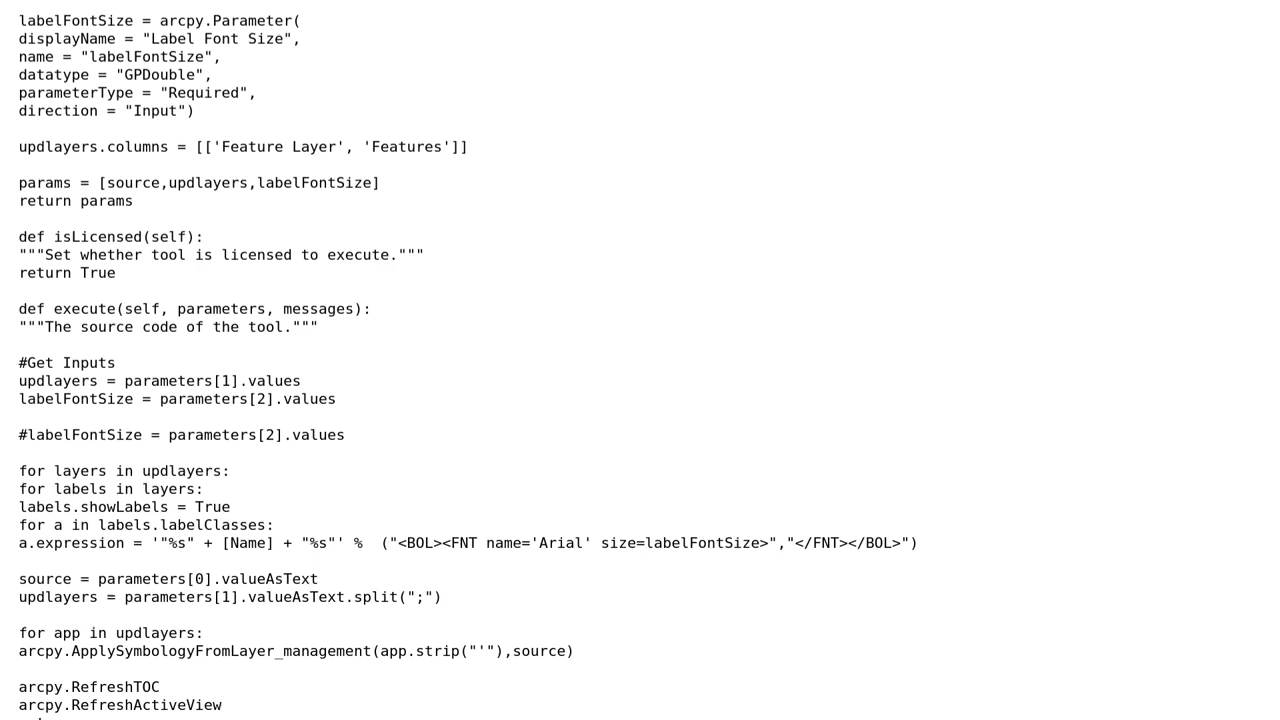 labelFontSize = arcpy.Parameter(
displayName = "Label Font Size",
name = "labelFontSize",
datatype = "GPDouble",
parameterType = "Required",
direction = "Input")
updlayers.columns = [['Feature Layer', 'Features']]
params = [source,updlayers,labelFontSize]
return params
def isLicensed(self):
"""Set whether tool is licensed to execute."""
return True
def execute(self, parameters, messages):
"""The source code of the tool."""
#Get Inputs
updlayers = parameters[1].values
labelFontSize = parameters[2].values
#labelFontSize = parameters[2].values
for layers in updlayers:
for labels in layers:
labels.showLabels = True
for a in labels.labelClasses:
a.expression = '"%s" + [Name] + "%s"' %  ("<BOL><FNT name='Arial' size=labelFontSize>","</FNT></BOL>")
source = parameters[0].valueAsText
updlayers = parameters[1].valueAsText.split(";")
for app in updlayers:
arcpy.ApplySymbologyFromLayer_management(app.strip("'"),source)
arcpy.RefreshTOC
arcpy.RefreshActiveView